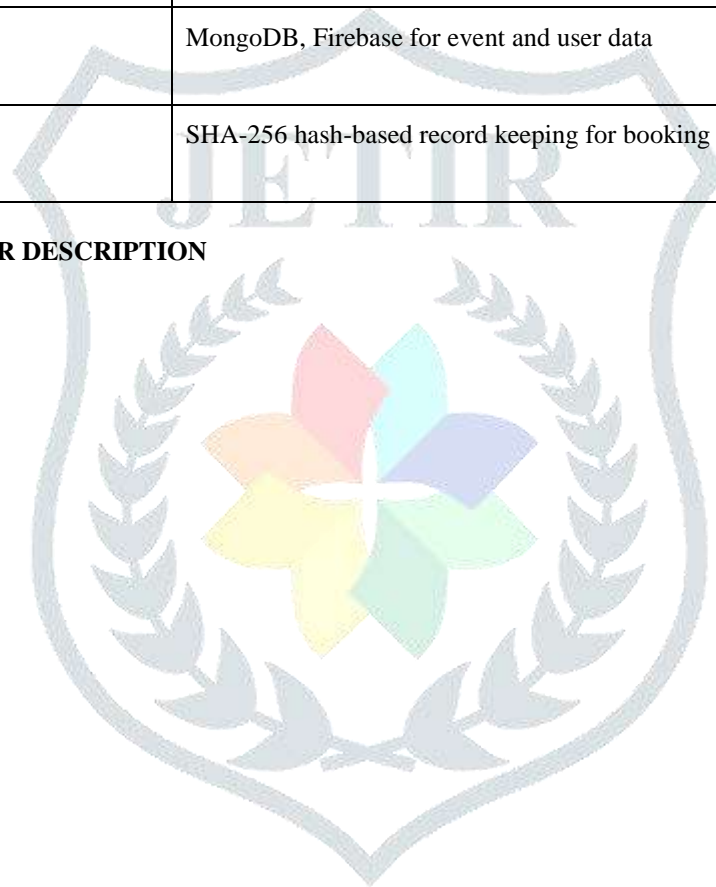 MongoDB, Firebase for event and user data
SHA-256 hash-based record keeping for booking
JETIR
R DESCRIPTION